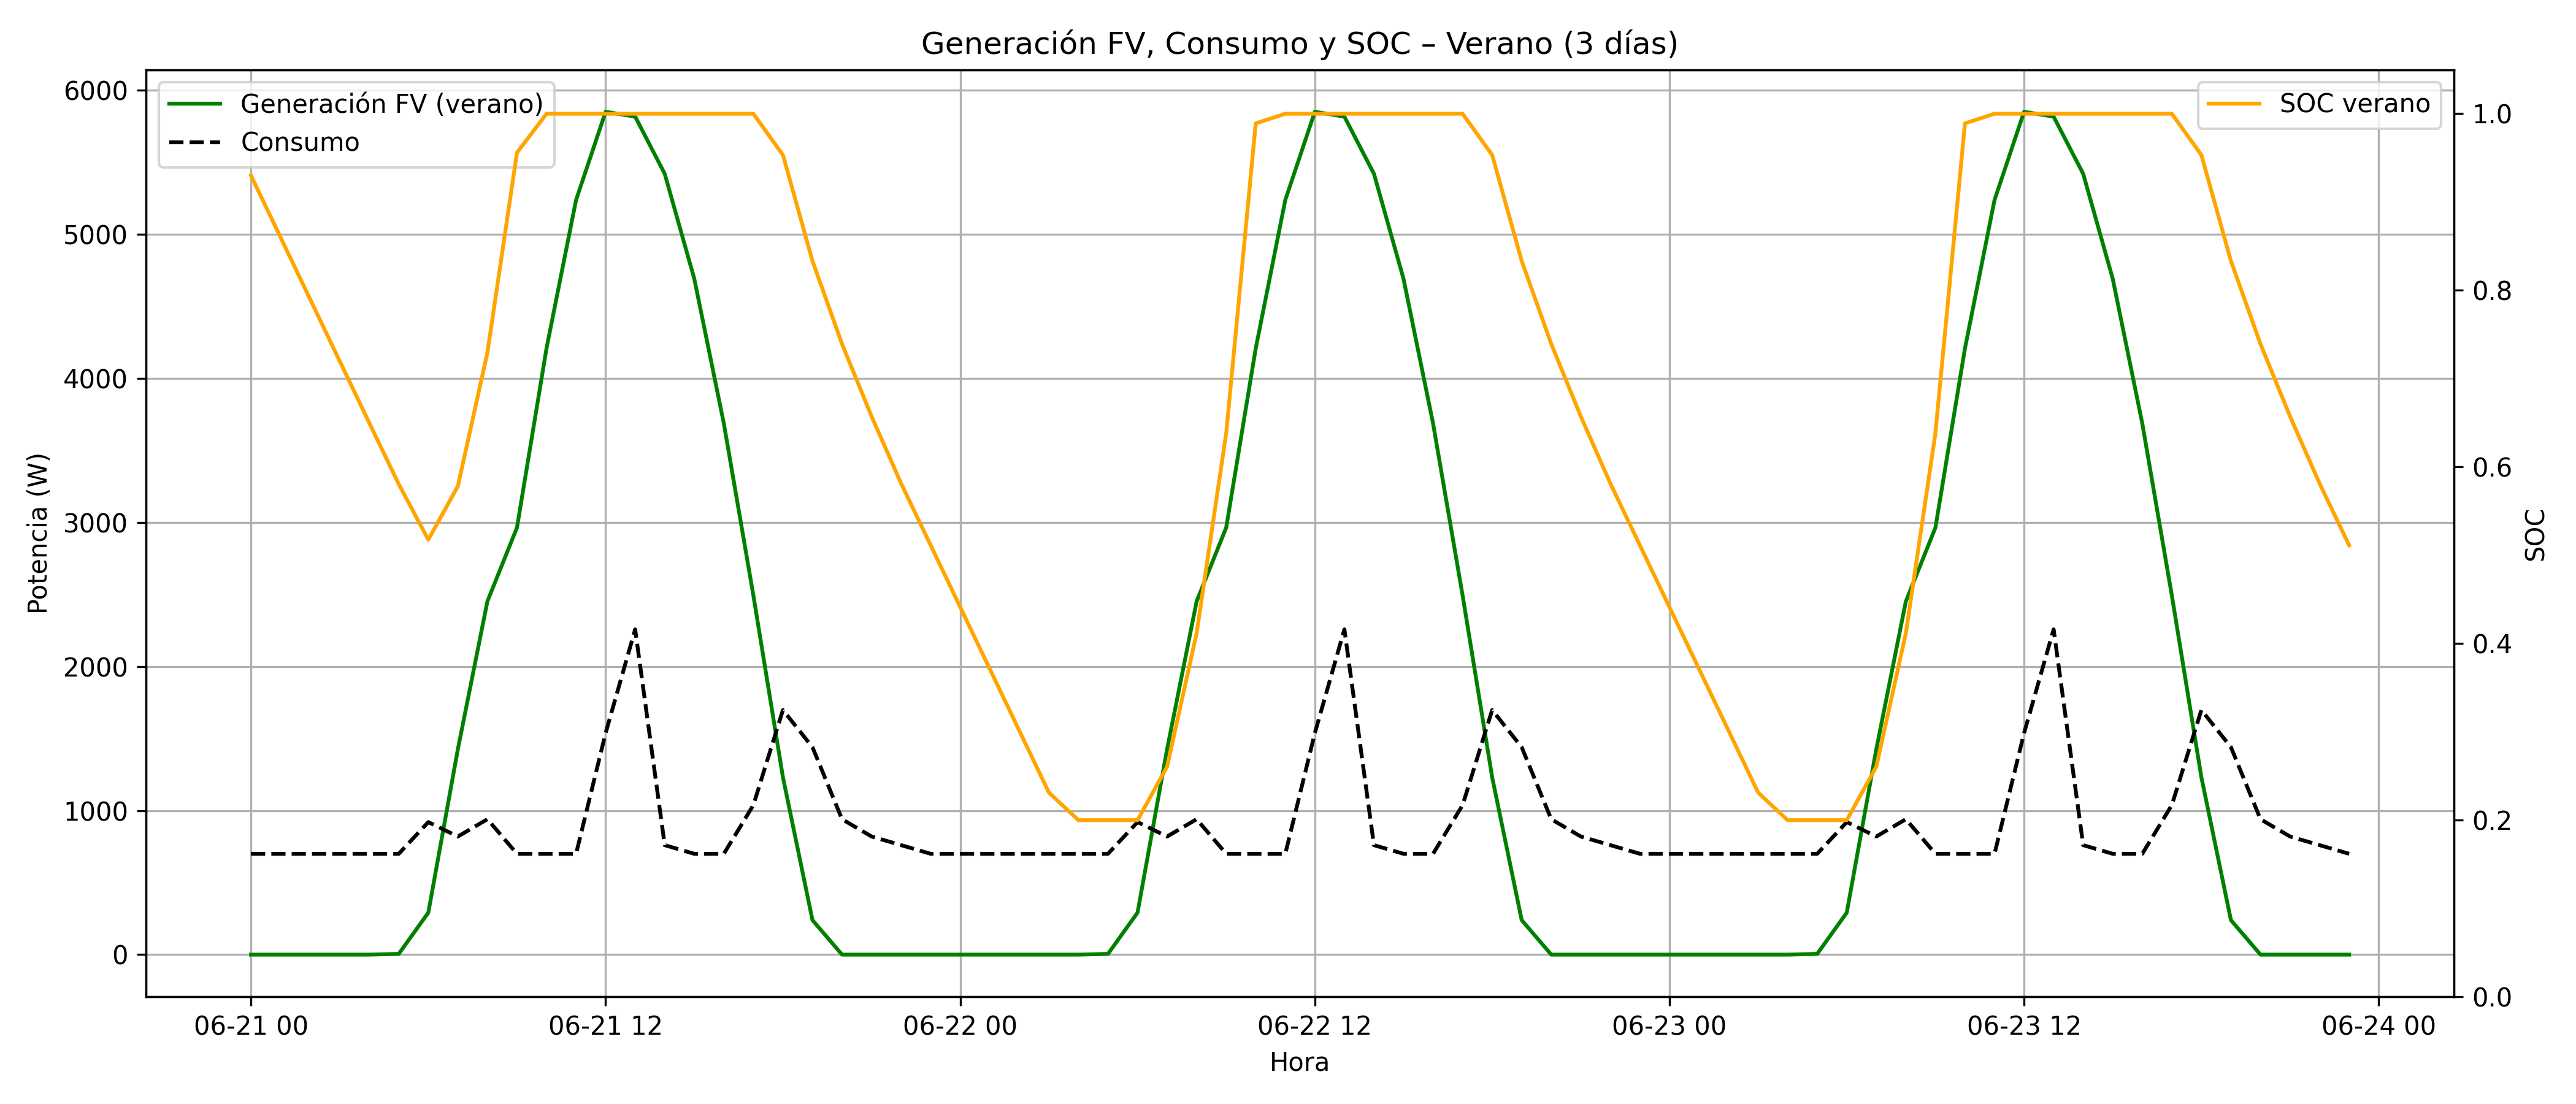 Generación FV, Consumo y SOC – Verano (3 días)
Generación FV (verano)
Consumo
SOC verano
Potencia (W)
6000
5000
4000
3000
2000
1000
0
SOC
1.0
0.8
0.6
0.4
0.2
0.0
06-21 00
06-21 12
06-22 00
06-22 12
06-23 00
06-23 12
06-24 00
Hora